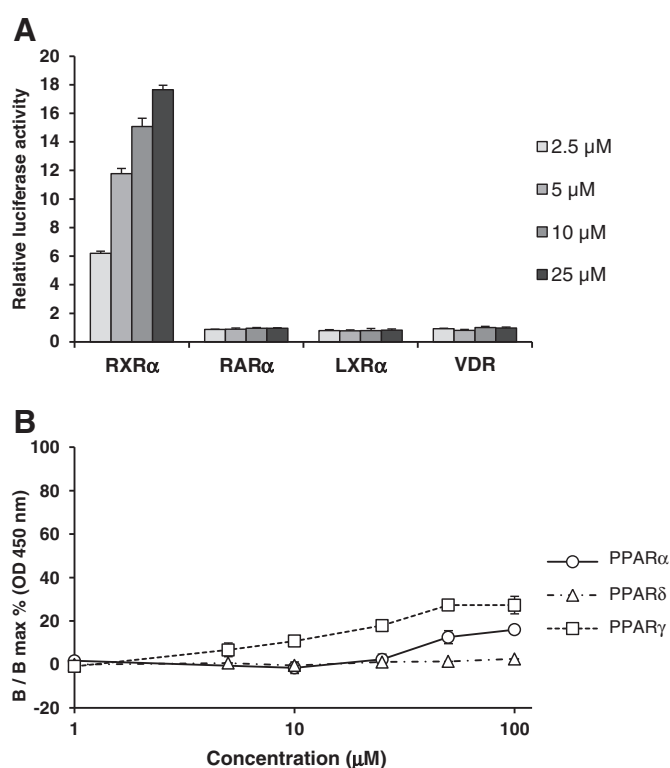 A
Relative luciferase activity
20
18
16
14
12
10
8
6
4
2
0
RXRα
RARα
LXRα
VDR
2.5 μM
5 μM
10 μM
25 μM
B
B / B max % (OD 450 nm)
100
80
60
40
20
0
-20
1
10
100
Concentration (μM)
PPARα
PPARδ
PPARγ